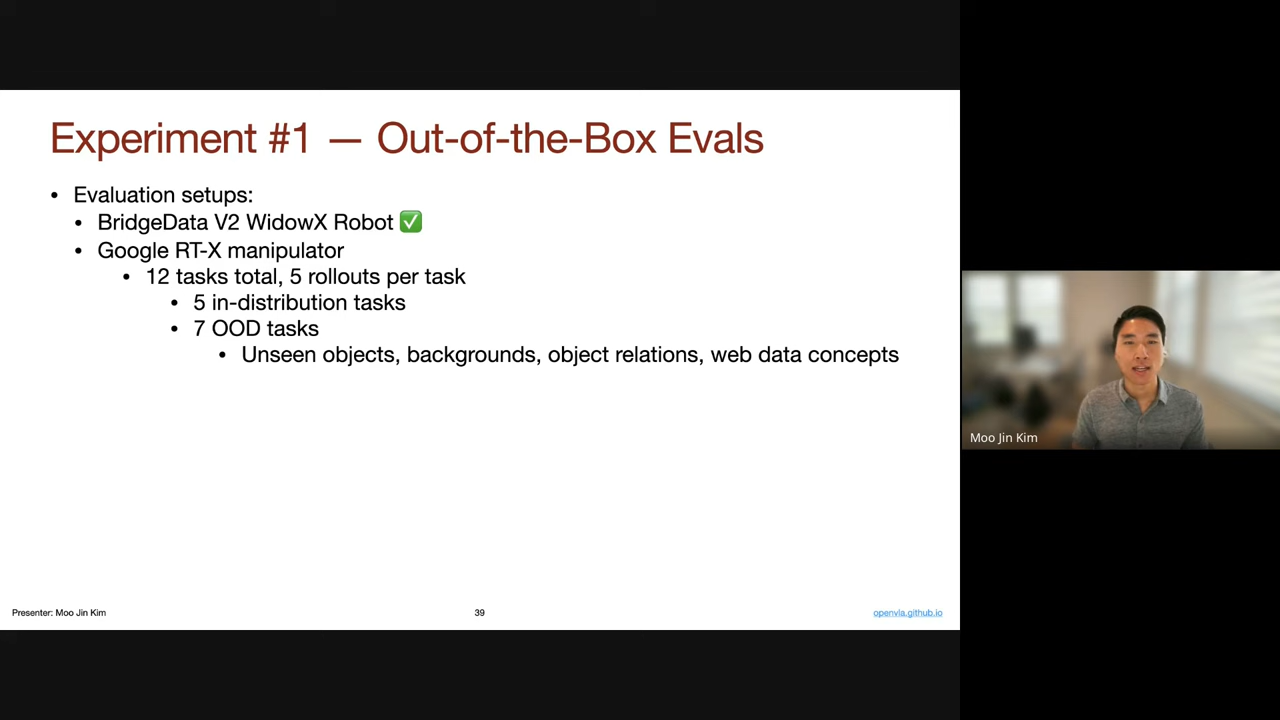 Experiment #1 — Out-of-the-Box Evals
• Evaluation setups:
• BridgeData V2 WidowX Robot ✅
• Google RT-X manipulator
• 12 tasks total, 5 rollouts per task
• 5 in-distribution tasks
• 7 OOD tasks
• Unseen objects, backgrounds, object relations, web data concepts
Moo Jin Kim
Presenter: Moo Jin Kim
39
openvla.github.io